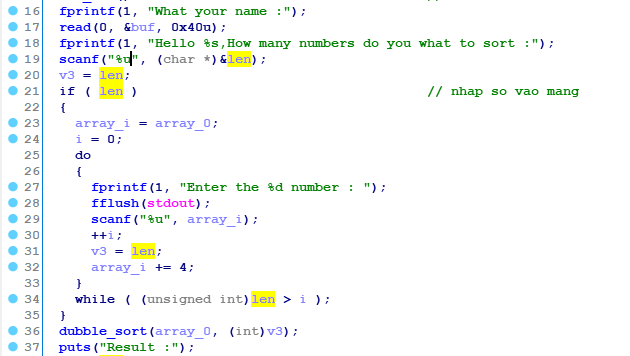 16 fprintf(1, "What your name :");
17 read(0, &buf, 0x40u);
18 fprintf(1, "Hello %s,How many numbers do you what to sort :");
19 scanf("%u", (char *)&len);
20 v3 = len;
21 if ( len ) // nhap so vao mang
22 {
23 array_i = array_0;
24 i = 0;
25 do
26 {
27 fprintf(1, "Enter the %d number : ");
28 fflush(stdout);
29 scanf("%u", array_i);
30 ++i;
31 v3 = len;
32 array_i += 4;
33 }
34 while ( (unsigned int)len > i );
35 }
36 dubble_sort(array_0, (int)v3);
37 puts("Result :");